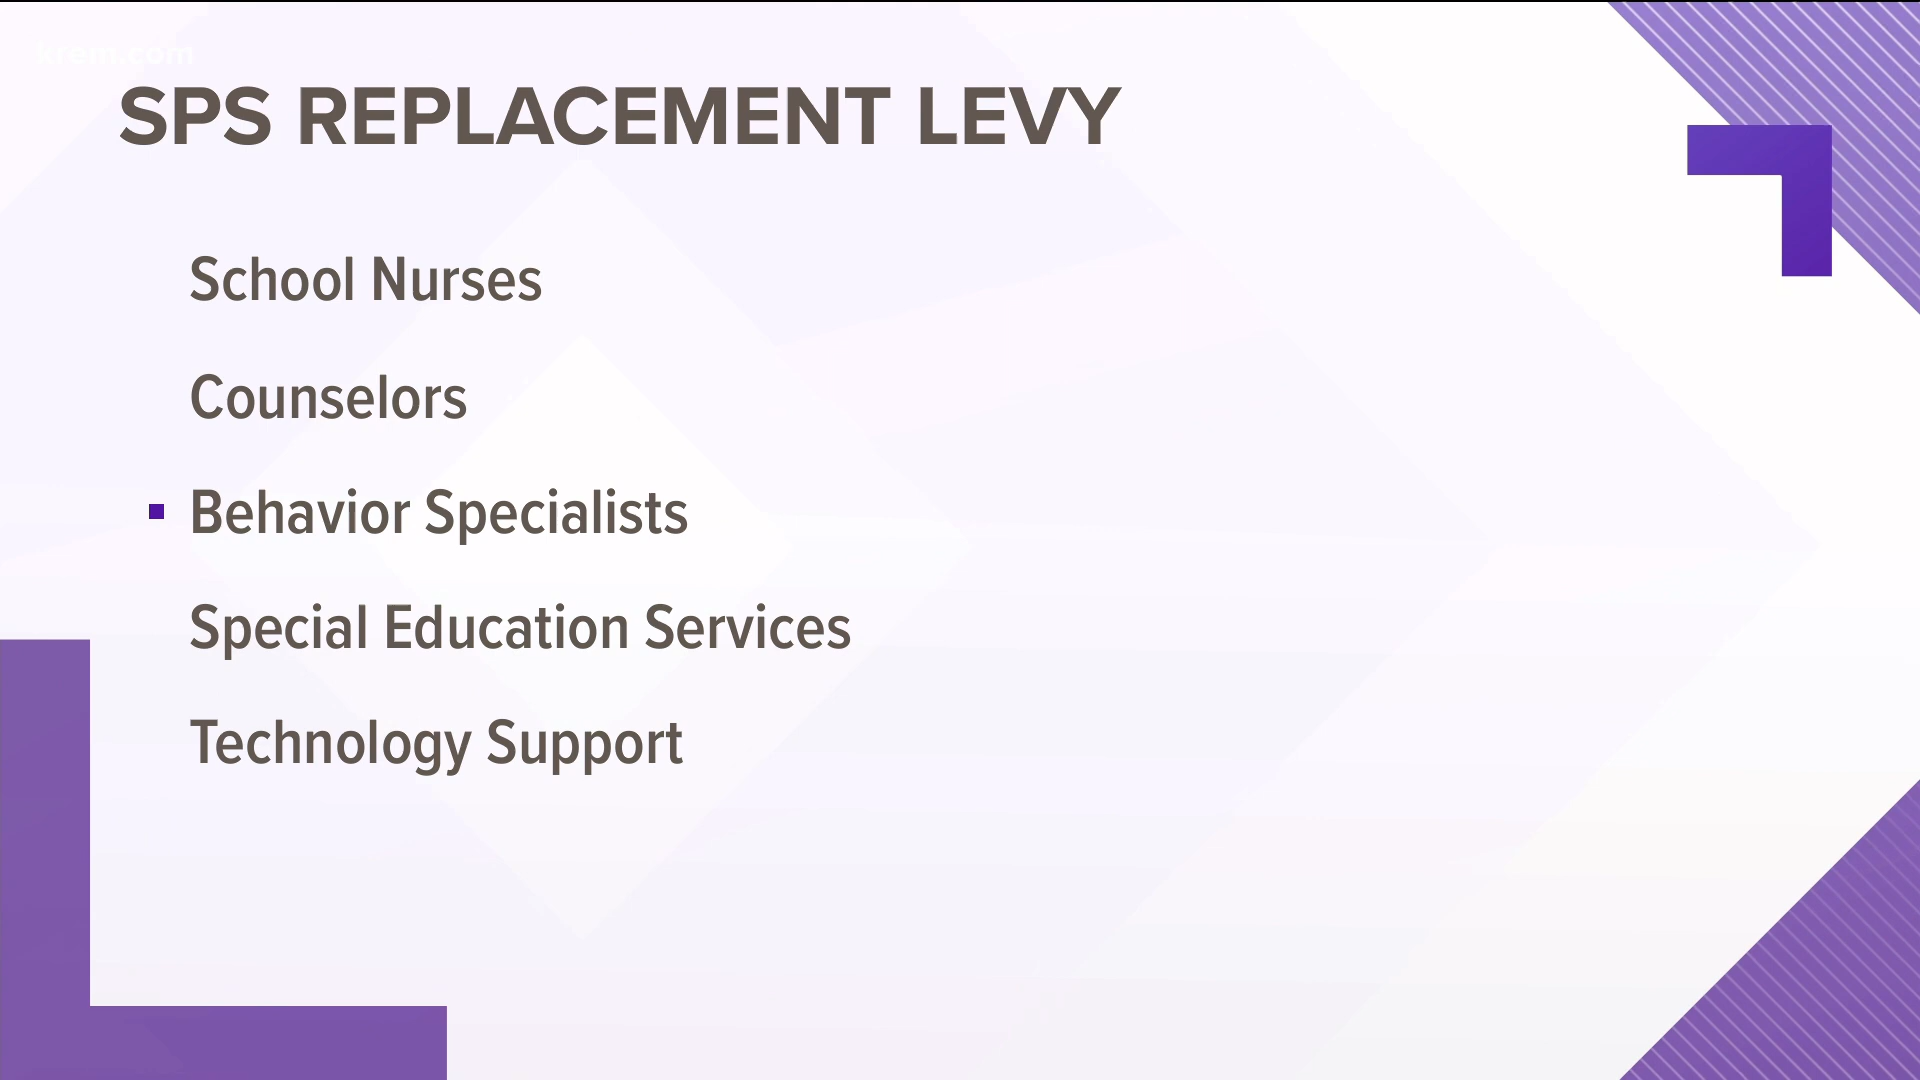 krem.com
SPS REPLACEMENT LEVY
School Nurses
Counselors
Behavior Specialists
Special Education Services
Technology Support